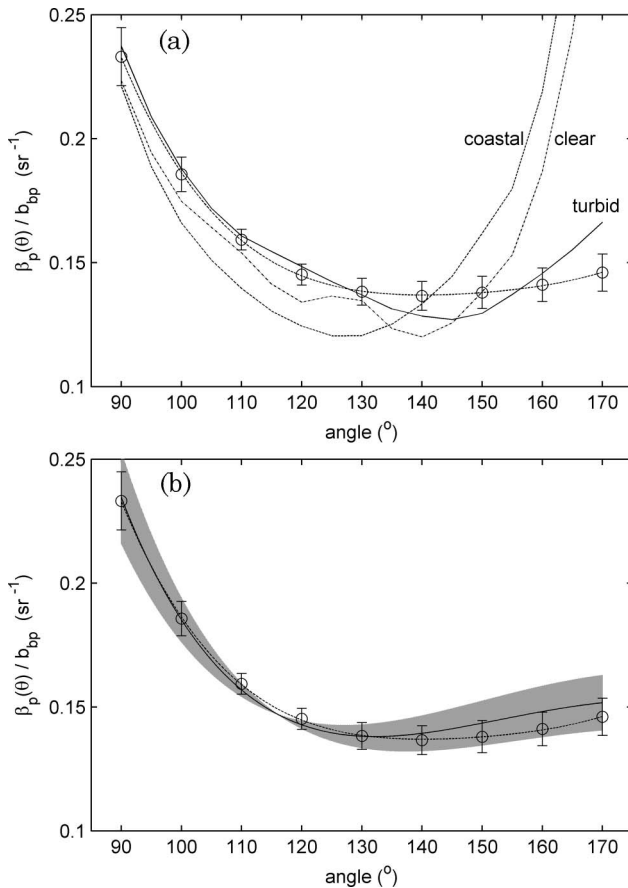 (a)
0.25
0.2
0.15
0.1
βp(θ) / bbp (sr⁻¹)
coastal
clear
turbid
90 100 110 120 130 140 150 160 170
angle (°)
(b)
0.25
0.2
0.15
0.1
βp(θ) / bbp (sr⁻¹)
90 100 110 120 130 140 150 160 170
angle (°)